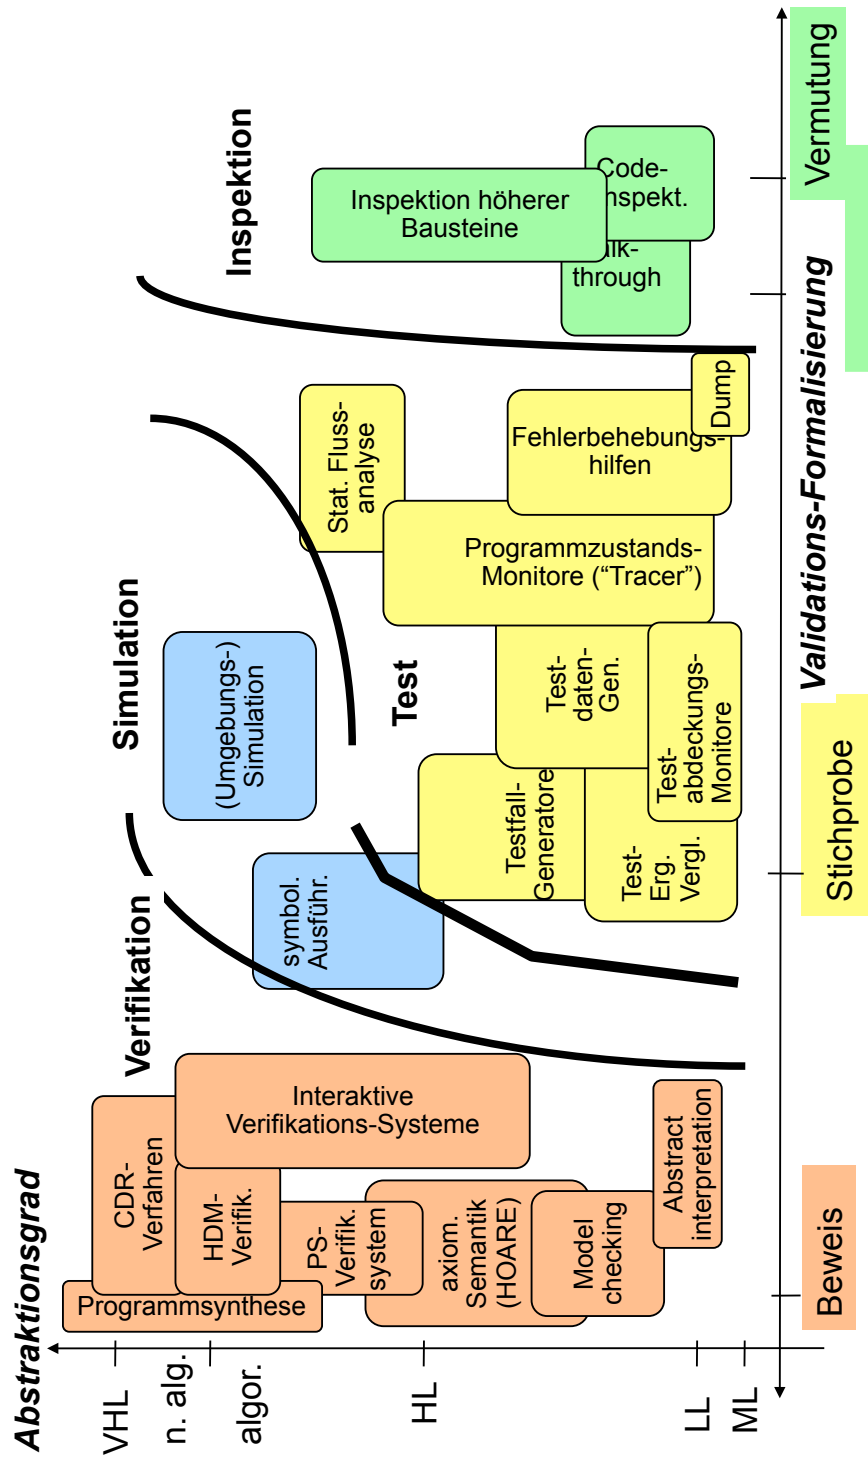 Abstraktionsgrad
VHL
n. alg.
algor.
HL
LL
ML
Verifikation
Simulation
Test
Inspektion
Programmsynthese
CDR-
Verfahren
HDM-
Verifik.
PS-
Verifik.
system
axiom.
Semantik
(HOARE)
Model
checking
Abstract
interpretation
Interaktive
Verifikations-Systeme
symbol.
Ausführ.
(Umgebungs-)
Simulation
Testfall-
Generatoren
Test-
Erg.
Vergl.
Test-
daten-
Gen.
Test-
abdeckungs-
Monitore
Programmzustands-
Monitore (“Tracer”)
Stat. Fluss-
analyse
Fehlerbehebungs-
hilfen
Dump
Inspektion höherer
Bausteine
Code-
nspekt.
alk-
through
Beweis
Stichprobe
Vermutung
Validations-Formalisierung